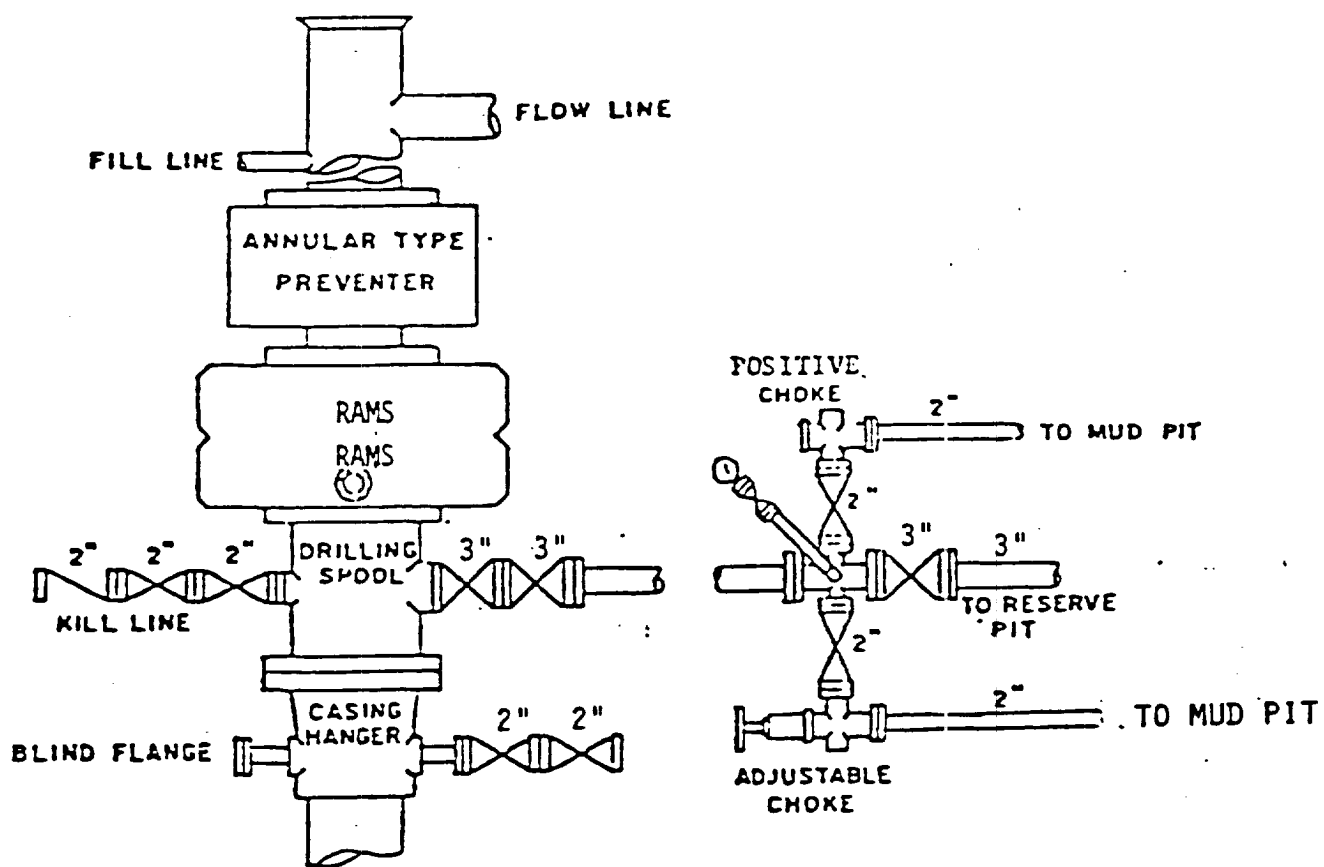 FLOW LINE
FILL LINE
ANNULAR TYPE
PREVENTER
RAMS
RAMS
2" 2" 2"
DRILLING
SPOOL
3" 3"
KILL LINE
CASING
HANGER
2" 2"
BLIND FLANGE
POSITIVE
CHOKE
2"
TO MUD PIT
2"
3"
3"
TO RESERVE
PIT
2"
2"
TO MUD PIT
ADJUSTABLE
CHOKE